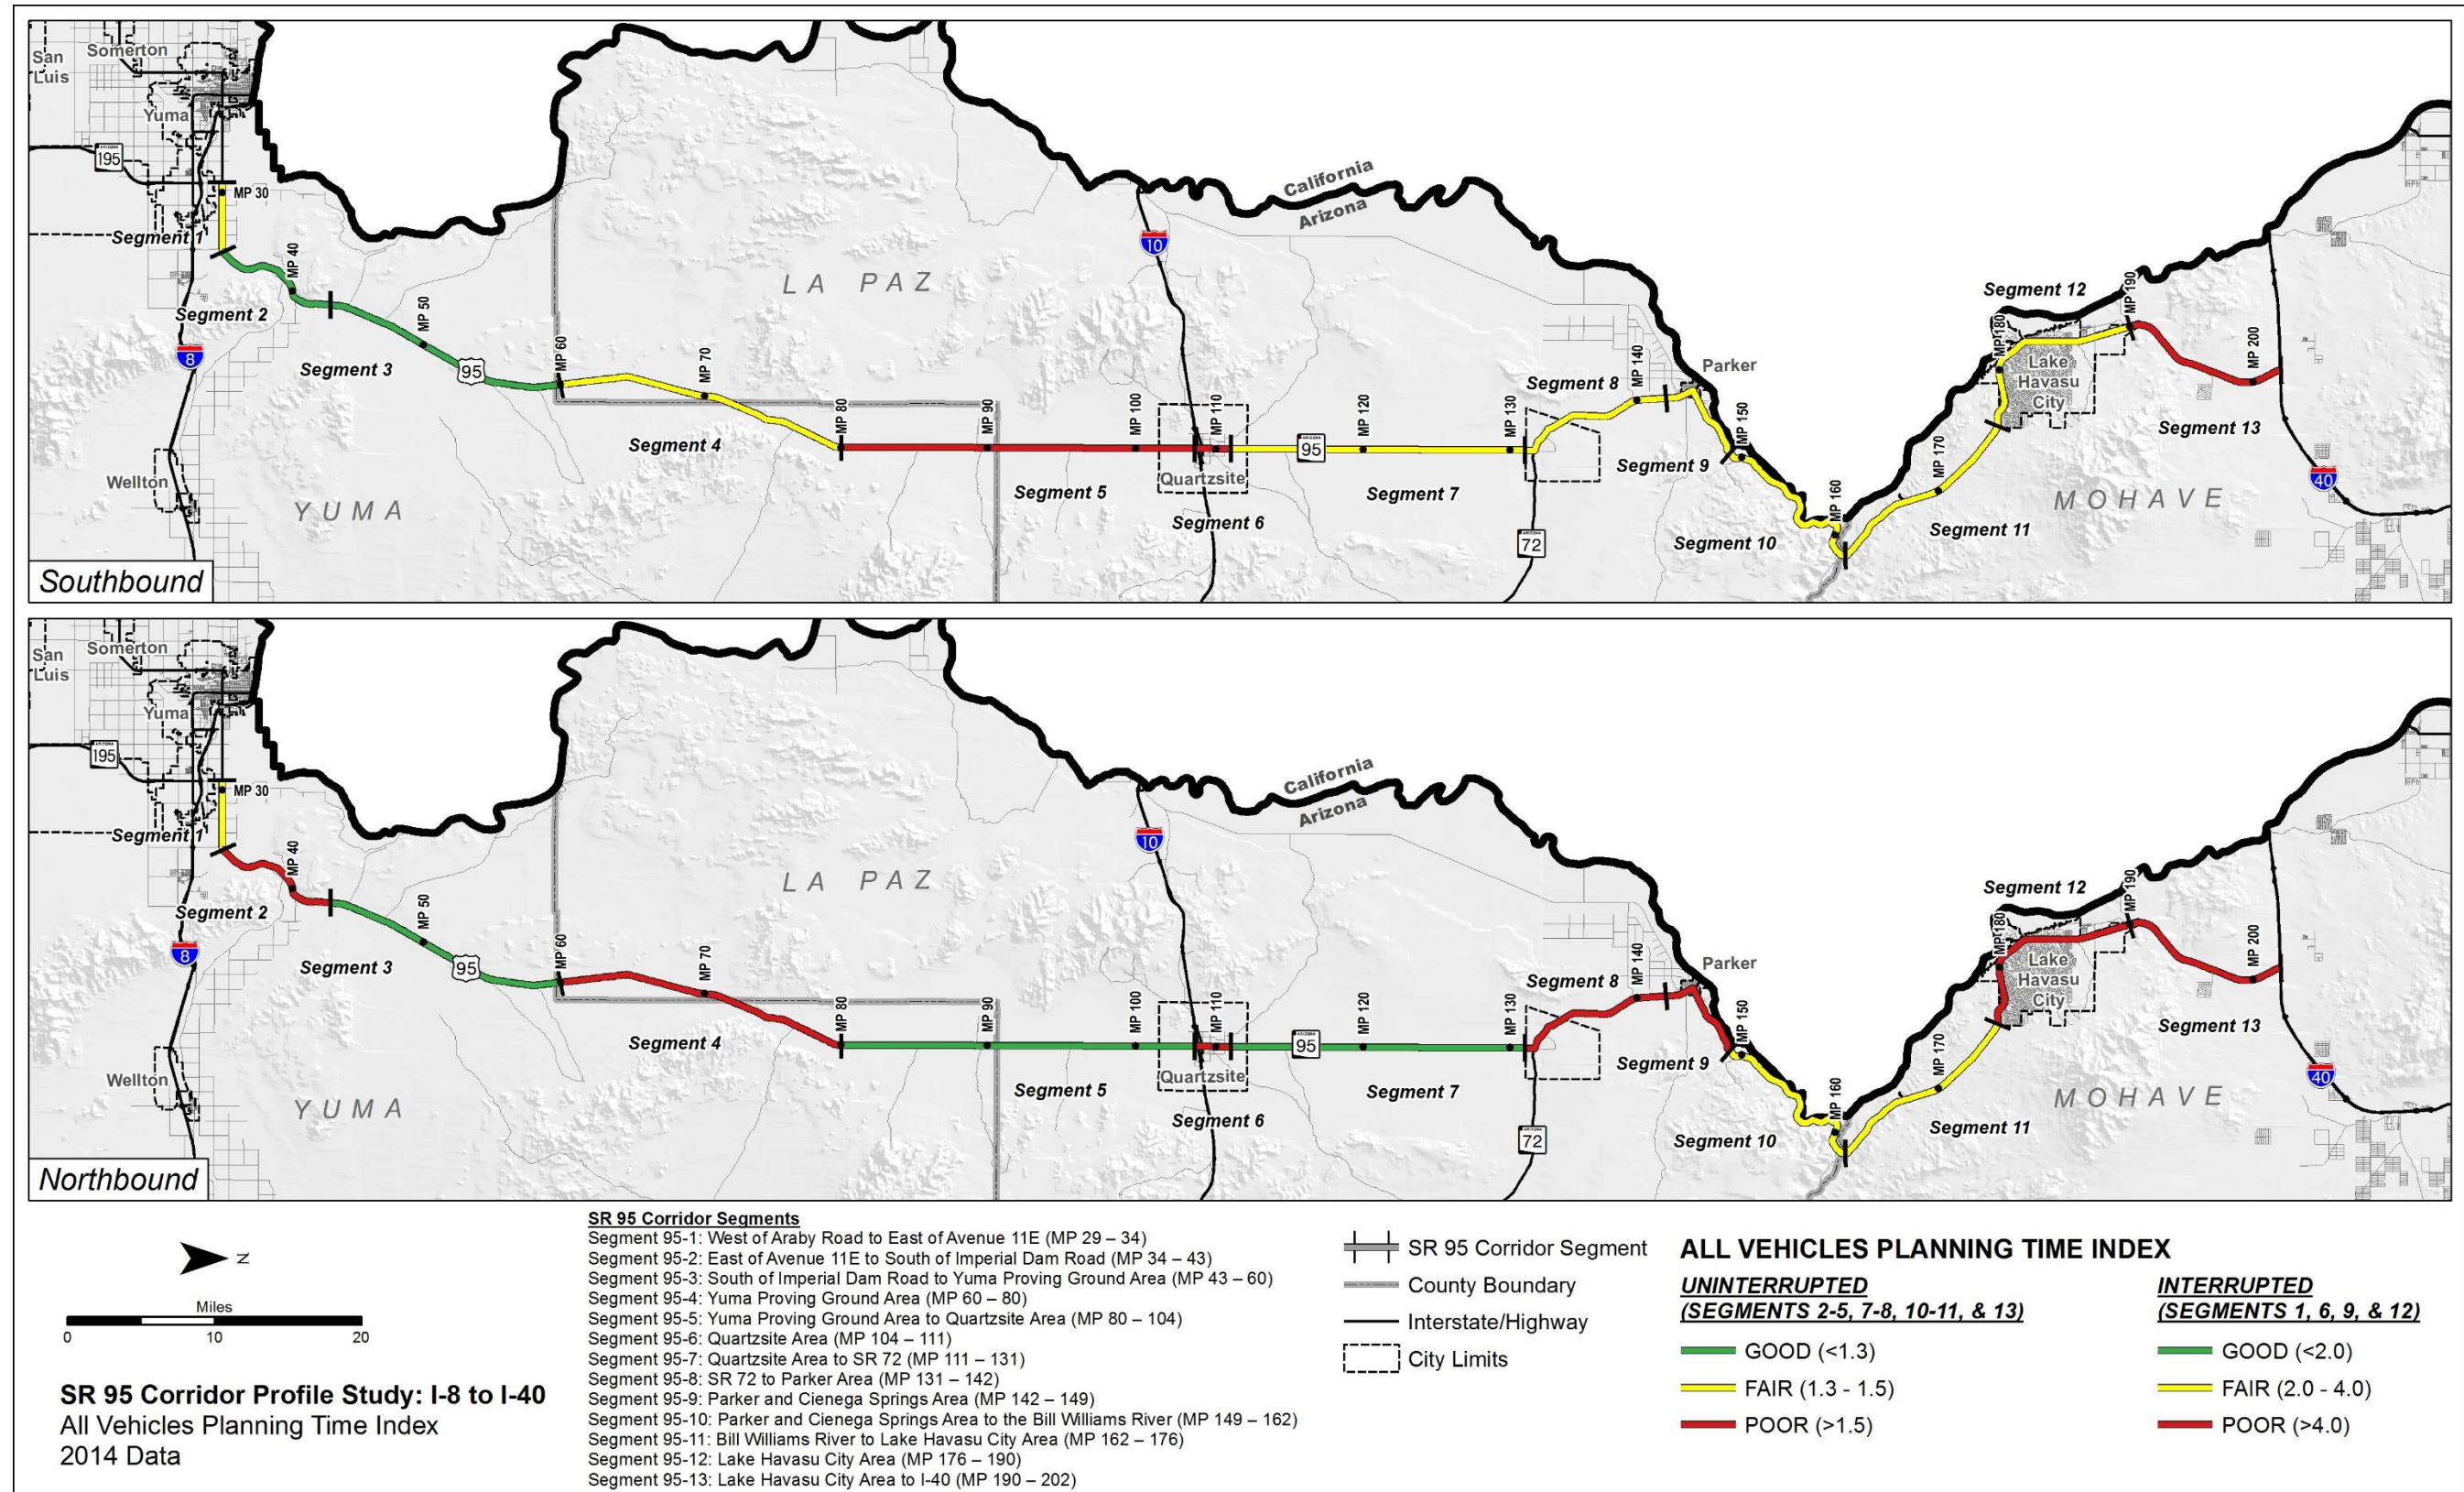 San
Luis
Somerton
Yuma
195
MP 30
Segment 1
MP 40
Segment 2
8
Segment 3
MP 50
95
MP 60
MP 70
Segment 4
MP 80
MP 90
LA PAZ
YUMA
Wellton
Segment 5
MP 100
10
MP 110
Quartzsite
Segment 6
California
Arizona
ARIZONA
95
MP 120
Segment 7
MP 130
ARIZONA
72
Segment 8
MP 140
Parker
Segment 9
MP 150
Segment 10
MP 160
MP 170
Segment 11
MP 180
Segment 12
MP 190
Lake
Havasu
City
MP 200
Segment 13
MOHAVE
40
Southbound
San
Luis
Somerton
Yuma
195
MP 30
Segment 1
MP 40
Segment 2
8
Segment 3
MP 50
95
MP 60
MP 70
Segment 4
MP 80
MP 90
LA PAZ
YUMA
Wellton
Segment 5
MP 100
10
MP 110
Quartzsite
Segment 6
California
Arizona
ARIZONA
95
MP 120
Segment 7
MP 130
ARIZONA
72
Segment 8
MP 140
Parker
Segment 9
MP 150
Segment 10
MP 160
MP 170
Segment 11
MP 180
Segment 12
MP 190
Lake
Havasu
City
MP 200
Segment 13
MOHAVE
40
Northbound
N
Miles
0 10 20
SR 95 Corridor Profile Study: I-8 to I-40
All Vehicles Planning Time Index
2014 Data
SR 95 Corridor Segments
Segment 95-1: West of Araby Road to East of Avenue 11E (MP 29 – 34)
Segment 95-2: East of Avenue 11E to South of Imperial Dam Road (MP 34 – 43)
Segment 95-3: South of Imperial Dam Road to Yuma Proving Ground Area (MP 43 – 60)
Segment 95-4: Yuma Proving Ground Area (MP 60 – 80)
Segment 95-5: Yuma Proving Ground Area to Quartzsite Area (MP 80 – 104)
Segment 95-6: Quartzsite Area (MP 104 – 111)
Segment 95-7: Quartzsite Area to SR 72 (MP 111 – 131)
Segment 95-8: SR 72 to Parker Area (MP 131 – 142)
Segment 95-9: Parker and Cienega Springs Area (MP 142 – 149)
Segment 95-10: Parker and Cienega Springs Area to the Bill Williams River (MP 149 – 162)
Segment 95-11: Bill Williams River to Lake Havasu City Area (MP 162 – 176)
Segment 95-12: Lake Havasu City Area (MP 176 – 190)
Segment 95-13: Lake Havasu City Area to I-40 (MP 190 – 202)
SR 95 Corridor Segment
County Boundary
Interstate/Highway
City Limits
ALL VEHICLES PLANNING TIME INDEX
UNINTERRUPTED
(SEGMENTS 2-5, 7-8, 10-11, & 13)
GOOD (<1.3)
FAIR (1.3 - 1.5)
POOR (>1.5)
INTERRUPTED
(SEGMENTS 1, 6, 9, & 12)
GOOD (<2.0)
FAIR (2.0 - 4.0)
POOR (>4.0)